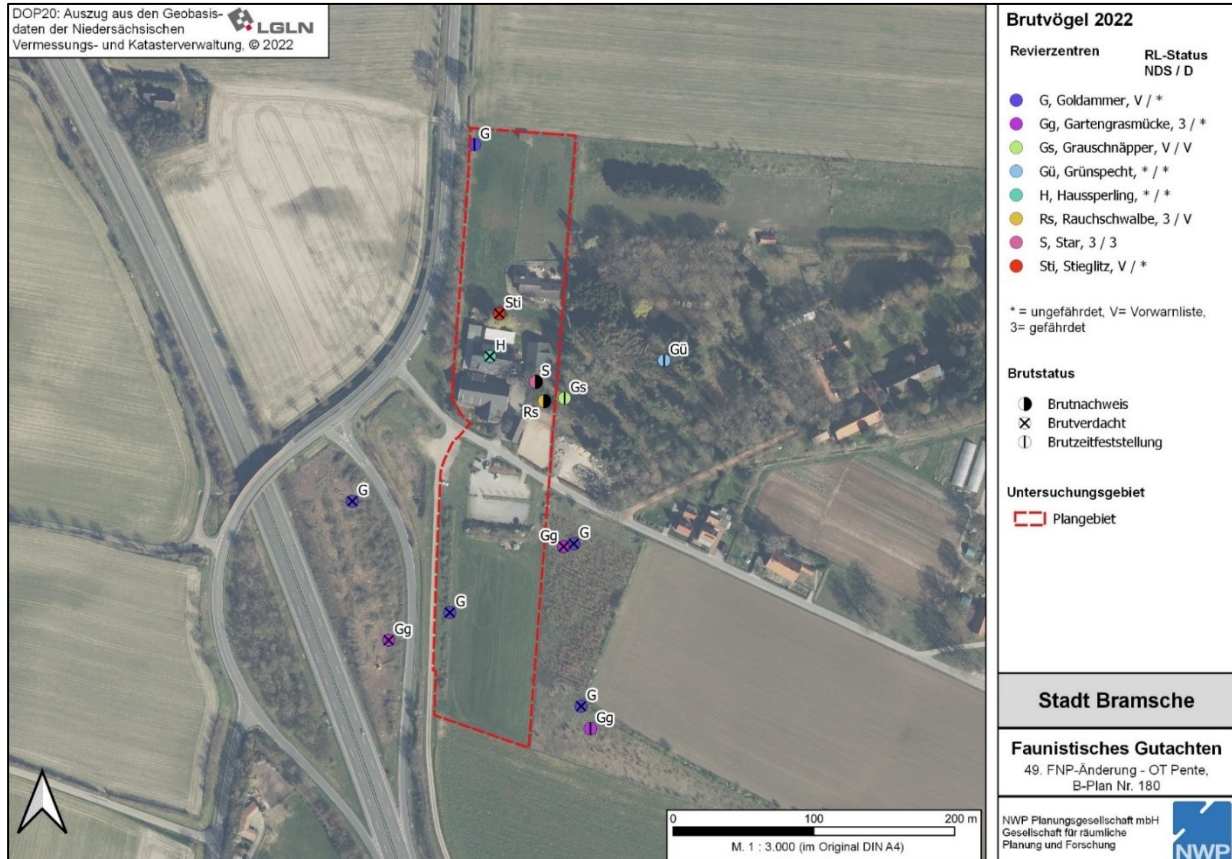 DOP20: Auszug aus den Geobasis-
daten der Niedersächsischen
Vermessungs- und Katasterverwaltung, © 2022
LGLN
G
Sti
H
S
Gs
Rs
Gü
G
Gg
G
G
Gg
G
Gg
0
100
200 m
M. 1 : 3.000 (im Original DIN A4)
Brutvögel 2022
Revierzentren
RL-Status
NDS / D
G, Goldammer, V / *
Gg, Gartengrasmücke, 3 / *
Gs, Grauschnäpper, V / V
Gü, Grünspecht, * / *
H, Haussperling, * / *
Rs, Rauchschwalbe, 3 / V
S, Star, 3 / 3
Sti, Stieglitz, V / *
* = ungefährdet, V= Vorwarnliste,
3= gefährdet
Brutstatus
Brutnachweis
Brutverdacht
Brutzeitfeststellung
Untersuchungsgebiet
Plangebiet
Stadt Bramsche
Faunistisches Gutachten
49. FNP-Änderung - OT Pente,
B-Plan Nr. 180
NWP Planungsgesellschaft mbH
Gesellschaft für räumliche
Planung und Forschung
NWP